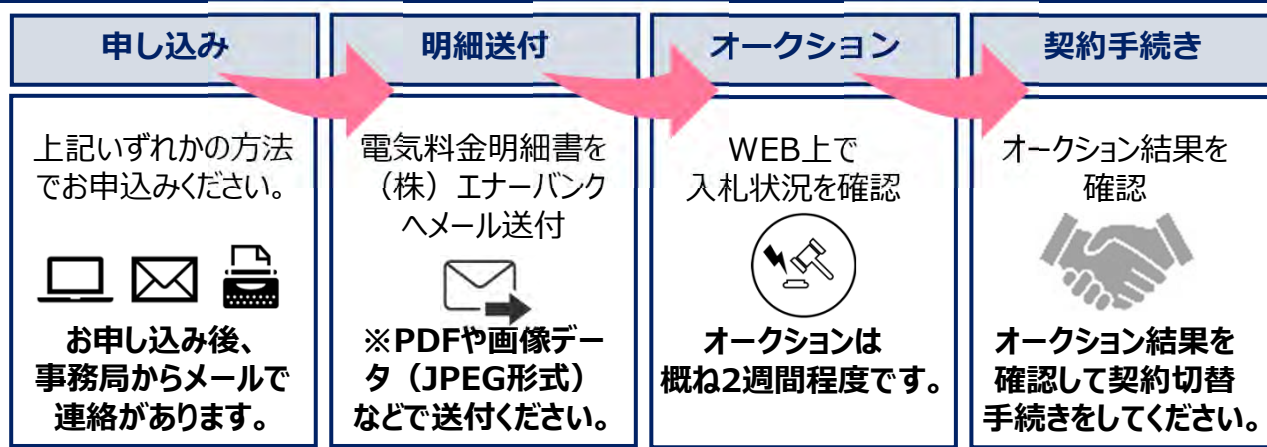 申し込み
上記いずれかの方法
でお申込みください。
お申し込み後、
事務局からメールで
連絡があります。
明細送付
電気料金明細書を
（株）エナーバンク
へメール送付
※PDFや画像デー
タ（JPEG形式）
などで送付ください。
オークション
WEB上で
入札状況を確認
オークションは
概ね2週間程度です。
契約手続き
オークション結果を
確認
オークション結果を
確認して契約切替
手続きをしてください。